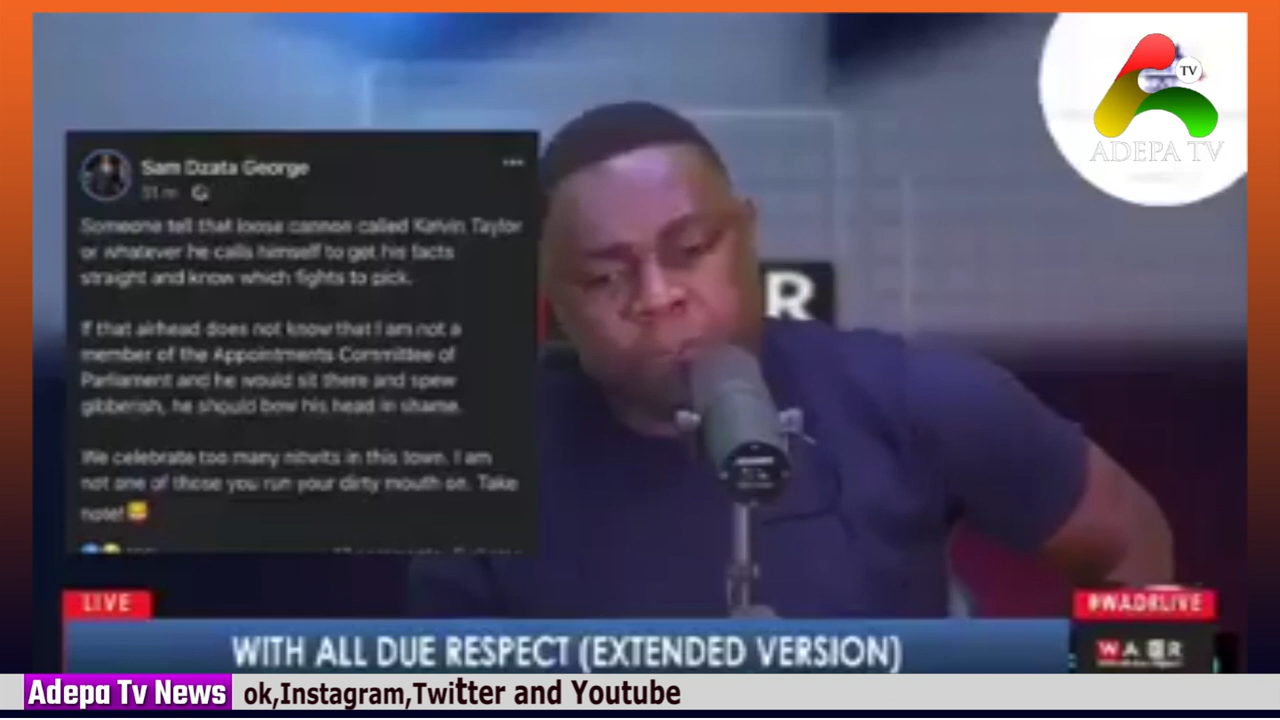 TV
ADEPA TV
Sam Dzata George
31 m
Someone tell that loose cannon called Kelvin Taylor
or whatever he calls himself to get his facts
straight and know which fights to pick.
If that airhead does not know that I am not a
member of the Appointments Committee of
Parliament and he would sit there and spew
gibberish, he should bow his head in shame.
We celebrate too many nitwits in this town. I am
not one of those you run your dirty mouth on. Take
note! 😅
R
LIVE
#WADRLIVE
WITH ALL DUE RESPECT (EXTENDED VERSION)
Adepa Tv News
ok,Instagram,Twitter and Youtube